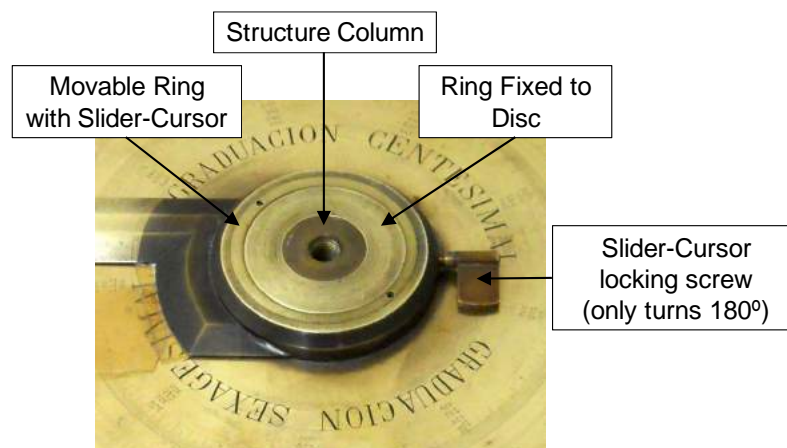 Structure Column
Movable Ring
with Slider-Cursor
Ring Fixed to
Disc
GRADUACION CENTESIMAL
Slider-Cursor
locking screw
(only turns 180º)
GRADUACION SEXAGESIMAL